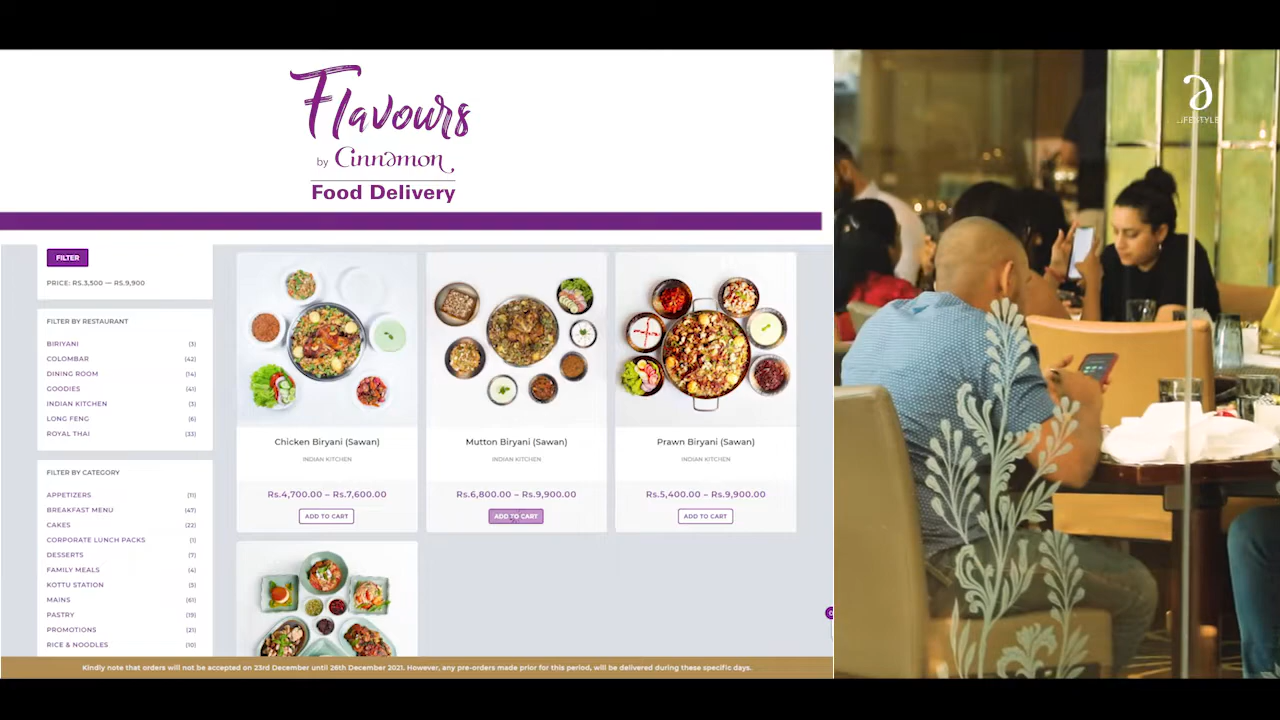 Flavours
by Cinnamon
Food Delivery
LIFESTYLE
FILTER
PRICE: RS.3,500 — RS.9,900
FILTER BY RESTAURANT
BIRIYANI (3)
COLOMBAR (42)
DINING ROOM (14)
GOODIES (41)
INDIAN KITCHEN (3)
LONG FENG (6)
ROYAL THAI (33)
FILTER BY CATEGORY
APPETIZERS (11)
BREAKFAST MENU (47)
CAKES (22)
CORPORATE LUNCH PACKS (1)
DESSERTS (7)
FAMILY MEALS (4)
KOTTU STATION (3)
MAINS (61)
PASTRY (19)
PROMOTIONS (21)
RICE & NOODLES (10)
Chicken Biryani (Sawan)
INDIAN KITCHEN
Rs.4,700.00 – Rs.7,600.00
ADD TO CART
Mutton Biryani (Sawan)
INDIAN KITCHEN
Rs.6,800.00 – Rs.9,900.00
ADD TO CART
Prawn Biryani (Sawan)
INDIAN KITCHEN
Rs.5,400.00 – Rs.9,900.00
ADD TO CART
Kindly note that orders will not be accepted on 23rd December until 26th December 2021. However, any pre-orders made prior for this period, will be delivered during these specific days.